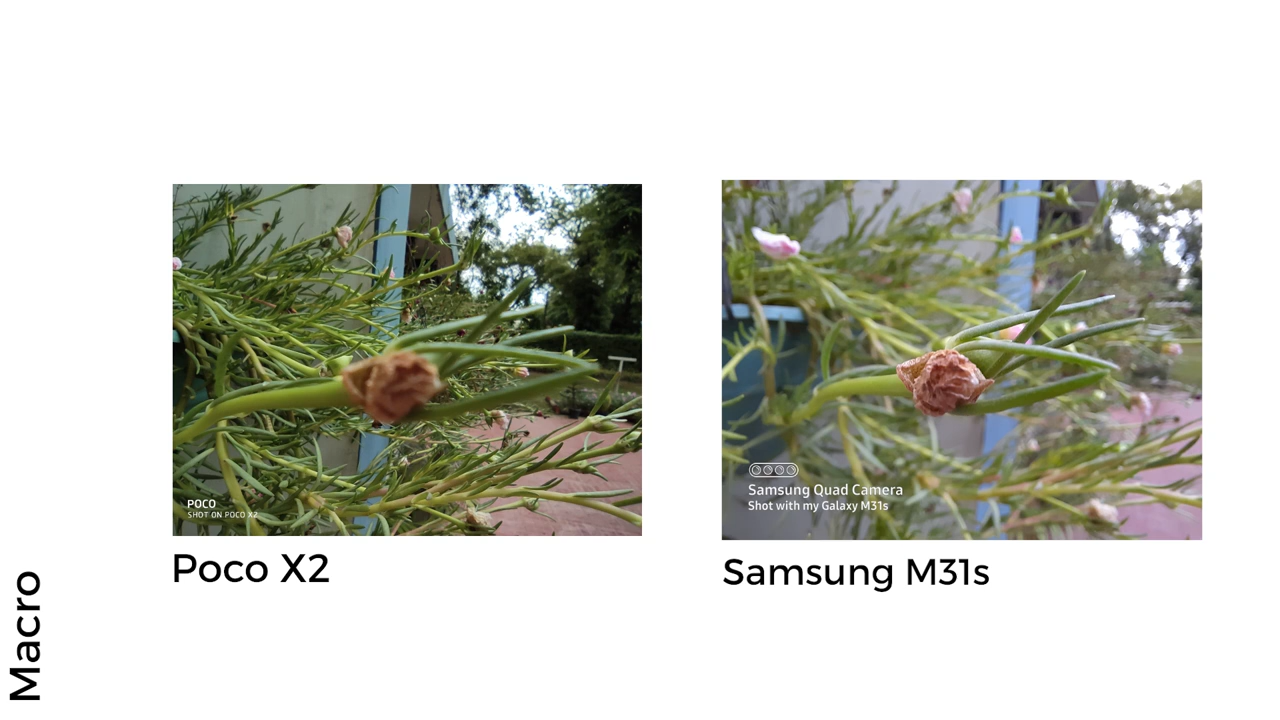 POCO
SHOT ON POCO X2
Samsung Quad Camera
Shot with my Galaxy M31s
Poco X2
Samsung M31s
Macro